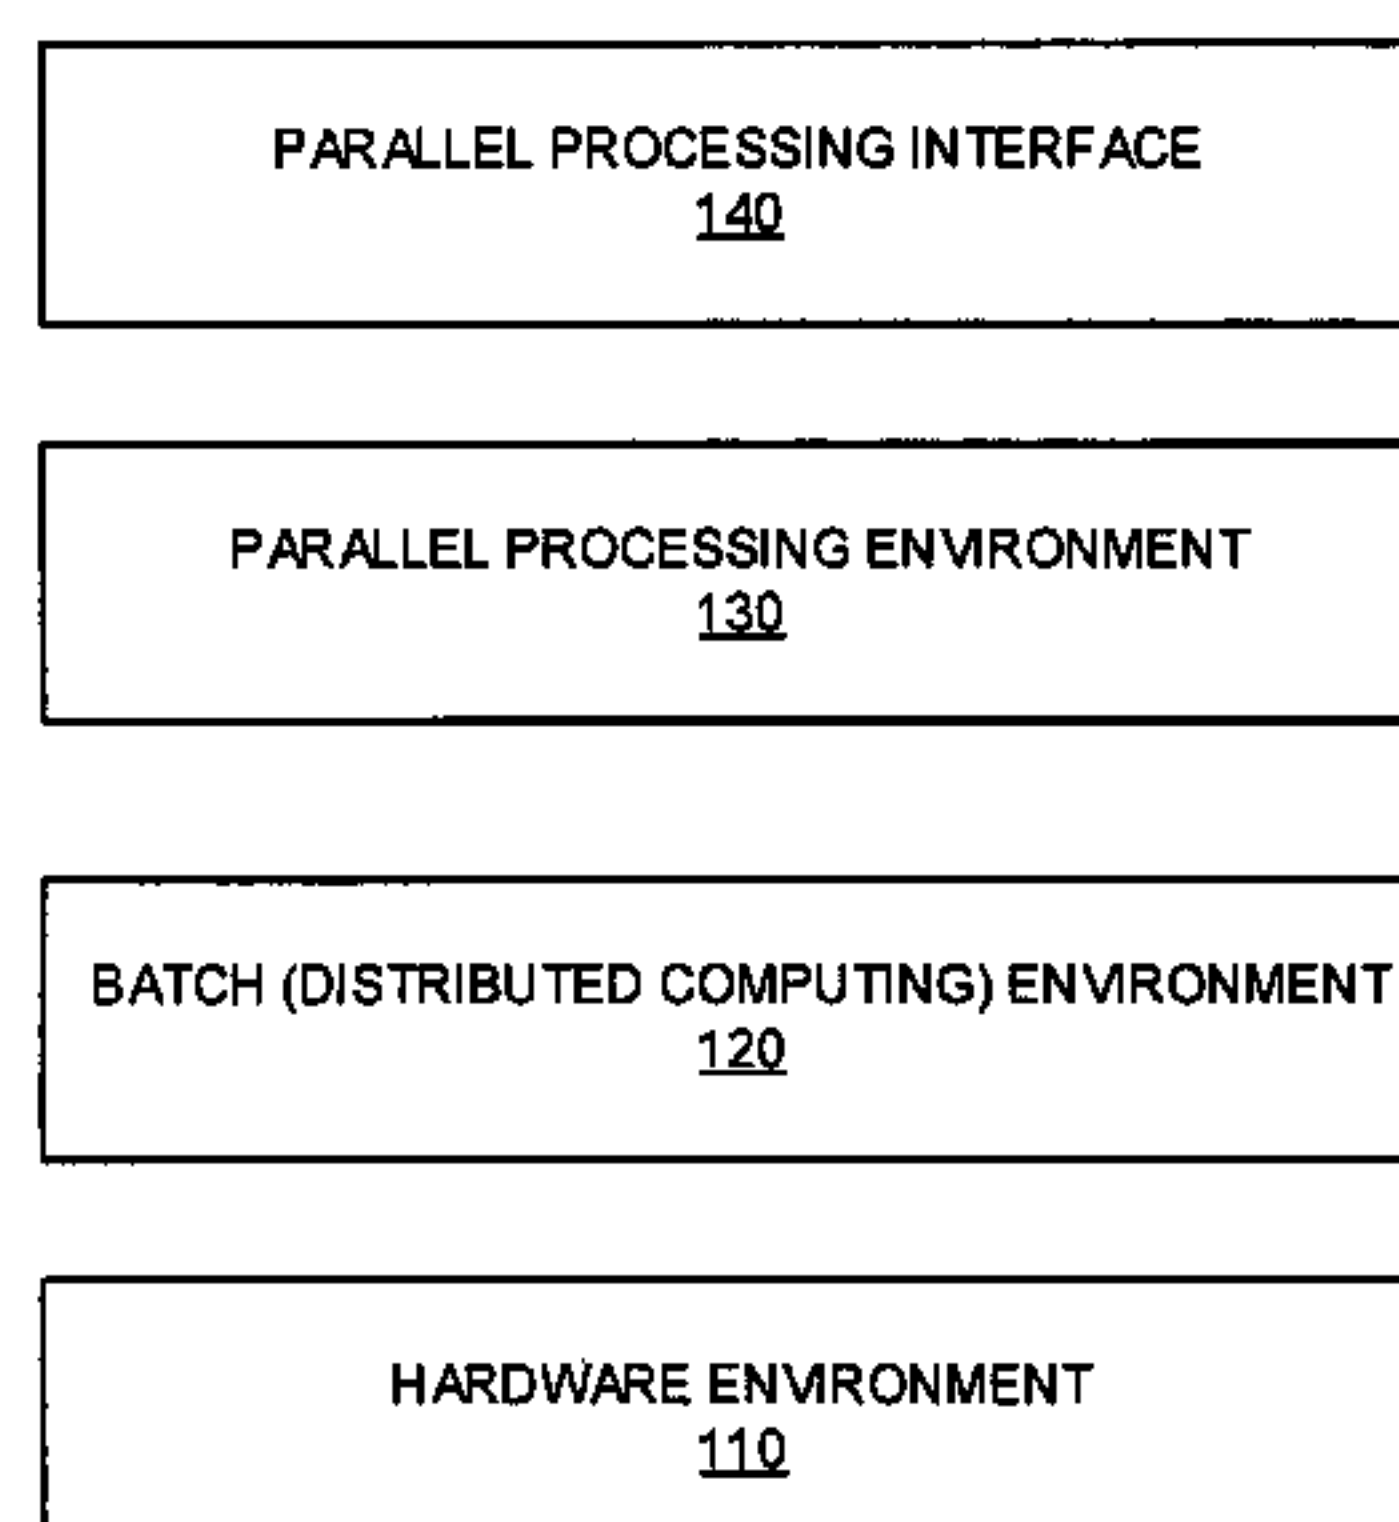 PARALLEL PROCESSING INTERFACE
140
PARALLEL PROCESSING ENVIRONMENT
130
BATCH (DISTRIBUTED COMPUTING) ENVIRONMENT
120
HARDWARE ENVIRONMENT
110